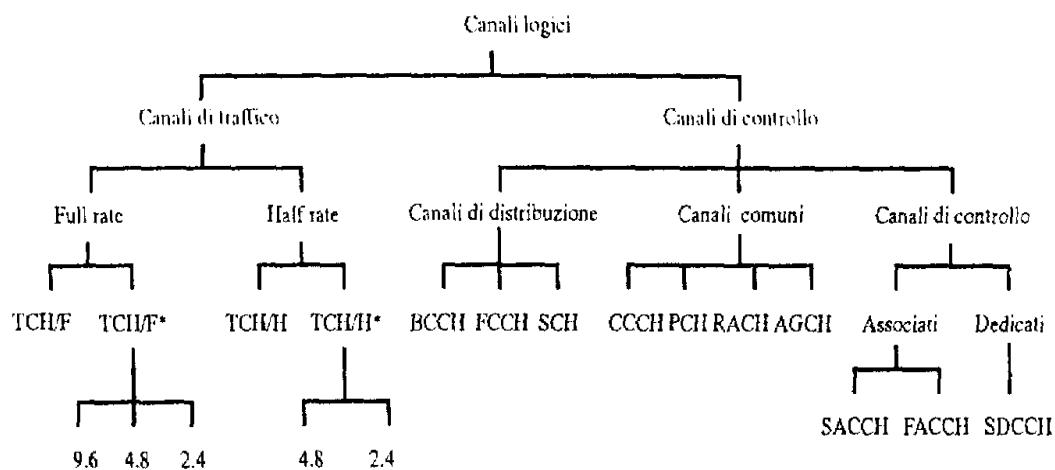 Canali logici
Canali di traffico Canali di controllo
Full rate Half rate Canali di distribuzione Canali comuni Canali di controllo
TCH/F TCH/F* TCH/H TCH/H* BCCH FCCH SCH CCCH PCH RACH AGCH Associati Dedicati
SACCH FACCH SDCCH
9.6 4.8 2.4 4.8 2.4